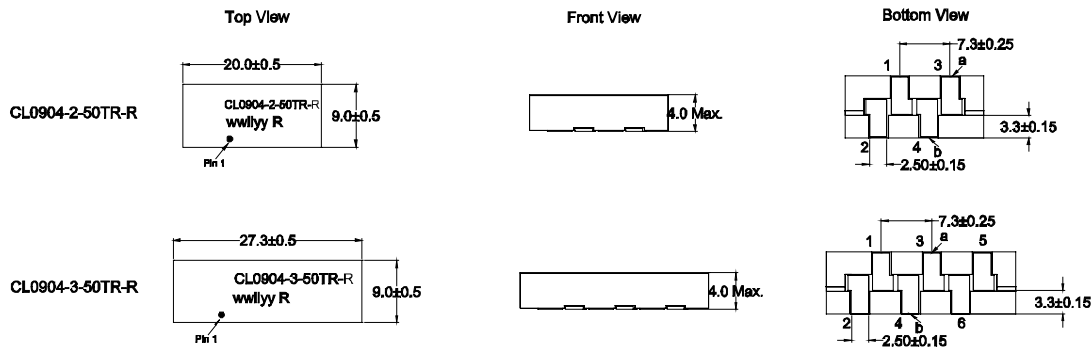 Top View
Front View
Bottom View
CL0904-2-50TR-R
20.0±0.5
CL0904-2-50TR-R
wwllyy R
Pin 1
9.0±0.5
4.0 Max.
7.3±0.25
1
3
a
2
4
b
2.50±0.15
3.3±0.15
CL0904-3-50TR-R
27.3±0.5
CL0904-3-50TR-R
wwllyy R
Pin 1
9.0±0.5
4.0 Max.
7.3±0.25
1
3
a
5
2
4
b
6
2.50±0.15
3.3±0.15